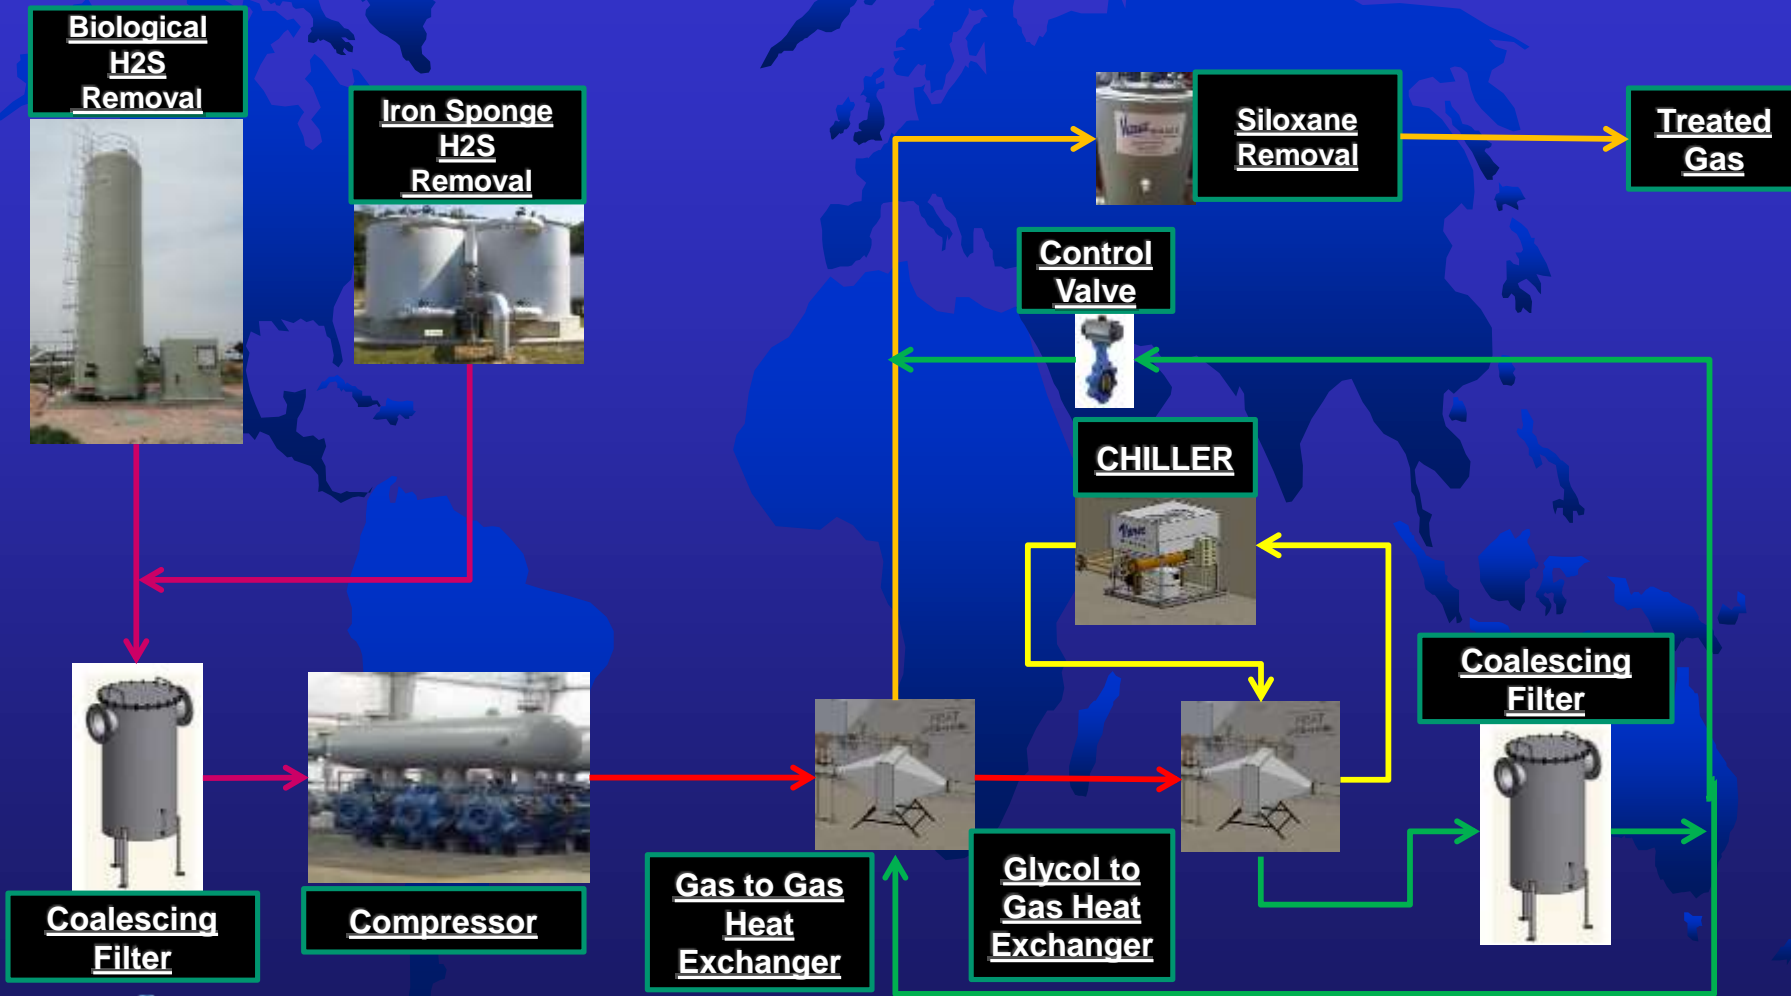 Biological
H2S
Removal
Iron Sponge
H2S
Removal
Siloxane
Removal
Treated
Gas
Control
Valve
CHILLER
Coalescing
Filter
Coalescing
Filter
Compressor
Gas to Gas
Heat
Exchanger
Glycol to
Gas Heat
Exchanger